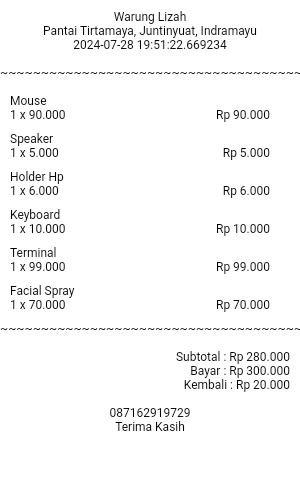 Warung Lizah
Pantai Tirtamaya, Juntinyuat, Indramayu
2024-07-28 19:51:22.669234
~~~~~~~~~~~~~~~~~~~~~~~~~~~~~~~~~~~~~~
Mouse
1 x 90.000 Rp 90.000
Speaker
1 x 5.000 Rp 5.000
Holder Hp
1 x 6.000 Rp 6.000
Keyboard
1 x 10.000 Rp 10.000
Terminal
1 x 99.000 Rp 99.000
Facial Spray
1 x 70.000 Rp 70.000
~~~~~~~~~~~~~~~~~~~~~~~~~~~~~~~~~~~~~~
Subtotal : Rp 280.000
Bayar : Rp 300.000
Kembali : Rp 20.000
087162919729
Terima Kasih